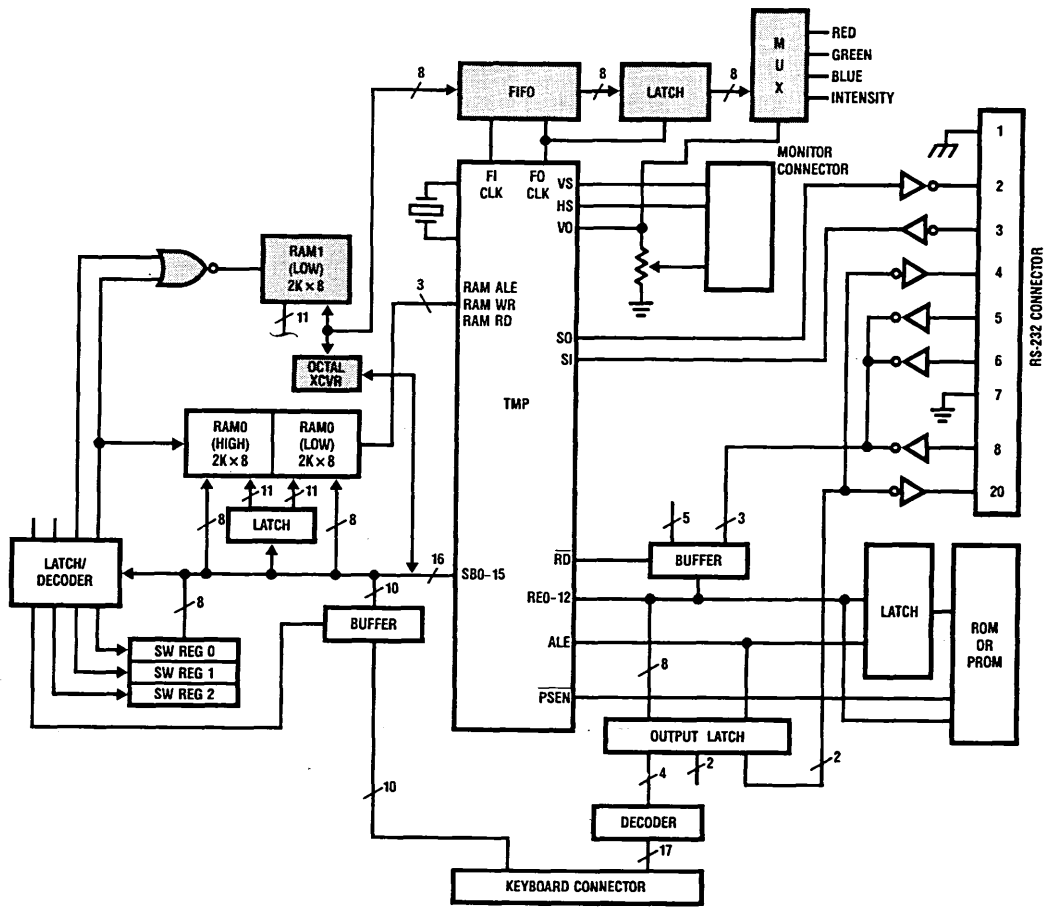 M
U
X
RED
GREEN
BLUE
INTENSITY
8
FIFO
8
LATCH
8
FI
CLK
FO
CLK
VS
HS
VO
MONITOR
CONNECTOR
1
2
3
4
5
6
7
8
20
RS-232 CONNECTOR
RAM1
(LOW)
2K × 8
11
3
RAM ALE
RAM WR
RAM RD
SO
SI
OCTAL
XCVR
TMP
RAM0
(HIGH)
2K × 8
RAM0
(LOW)
2K × 8
11
11
8
LATCH
8
5
3
LATCH/
DECODER
16
SB0-15
RD
BUFFER
8
10
BUFFER
RE0-12
LATCH
ROM
OR
PROM
SW REG 0
SW REG 1
SW REG 2
ALE
8
PSEN
OUTPUT LATCH
4
2
2
10
DECODER
17
KEYBOARD CONNECTOR